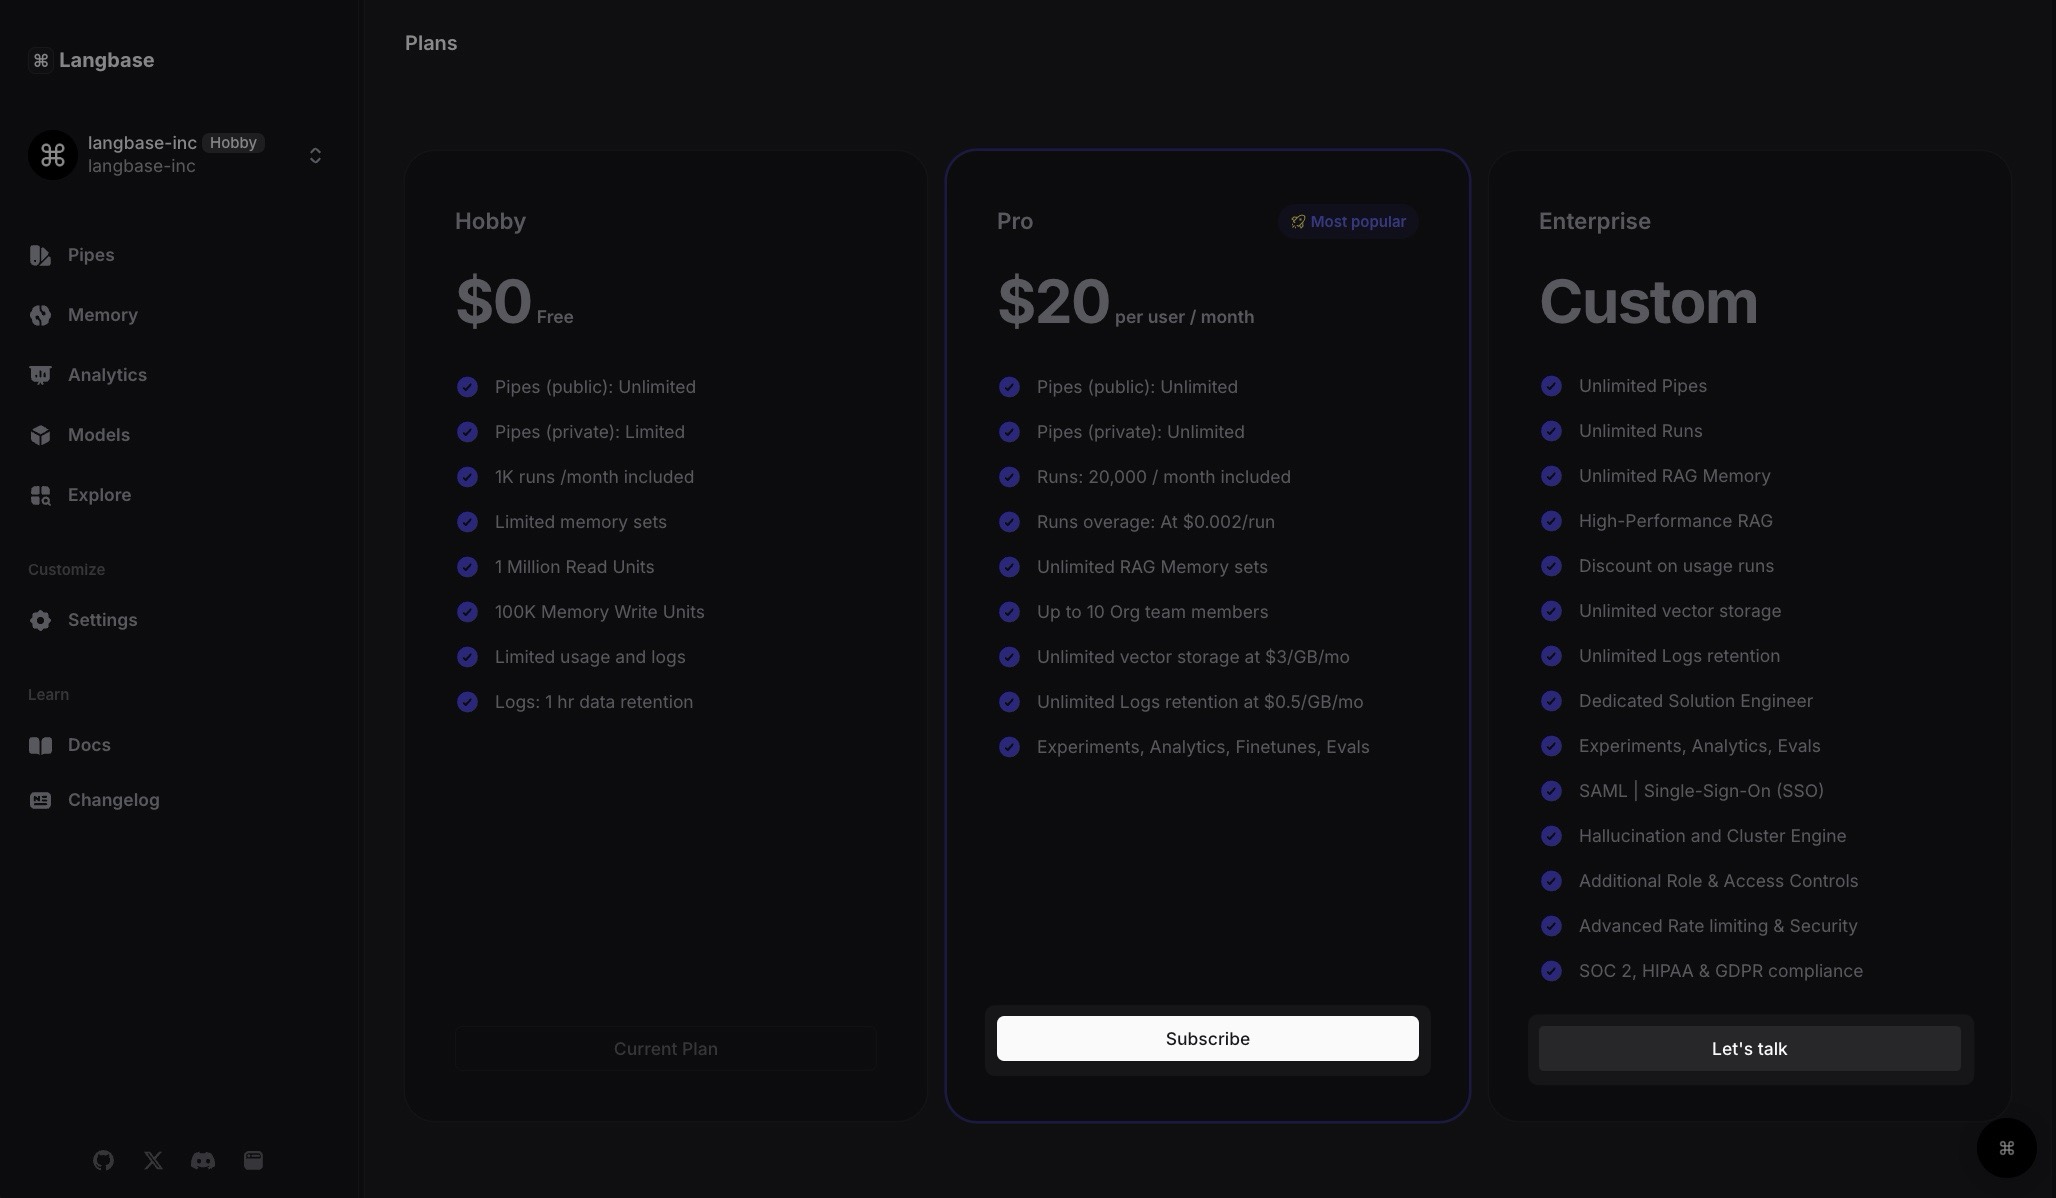 Langbase
langbase-inc Hobby
langbase-inc
Pipes
Memory
Analytics
Models
Explore
Customize
Settings
Learn
Docs
Changelog
Plans
Hobby
$0 Free
Pipes (public): Unlimited
Pipes (private): Limited
1K runs /month included
Limited memory sets
1 Million Read Units
100K Memory Write Units
Limited usage and logs
Logs: 1 hr data retention
Current Plan
Pro
Most popular
$20 per user / month
Pipes (public): Unlimited
Pipes (private): Unlimited
Runs: 20,000 / month included
Runs overage: At $0.002/run
Unlimited RAG Memory sets
Up to 10 Org team members
Unlimited vector storage at $3/GB/mo
Unlimited Logs retention at $0.5/GB/mo
Experiments, Analytics, Finetunes, Evals
Subscribe
Enterprise
Custom
Unlimited Pipes
Unlimited Runs
Unlimited RAG Memory
High-Performance RAG
Discount on usage runs
Unlimited vector storage
Unlimited Logs retention
Dedicated Solution Engineer
Experiments, Analytics, Evals
SAML | Single-Sign-On (SSO)
Hallucination and Cluster Engine
Additional Role & Access Controls
Advanced Rate limiting & Security
SOC 2, HIPAA & GDPR compliance
Let's talk